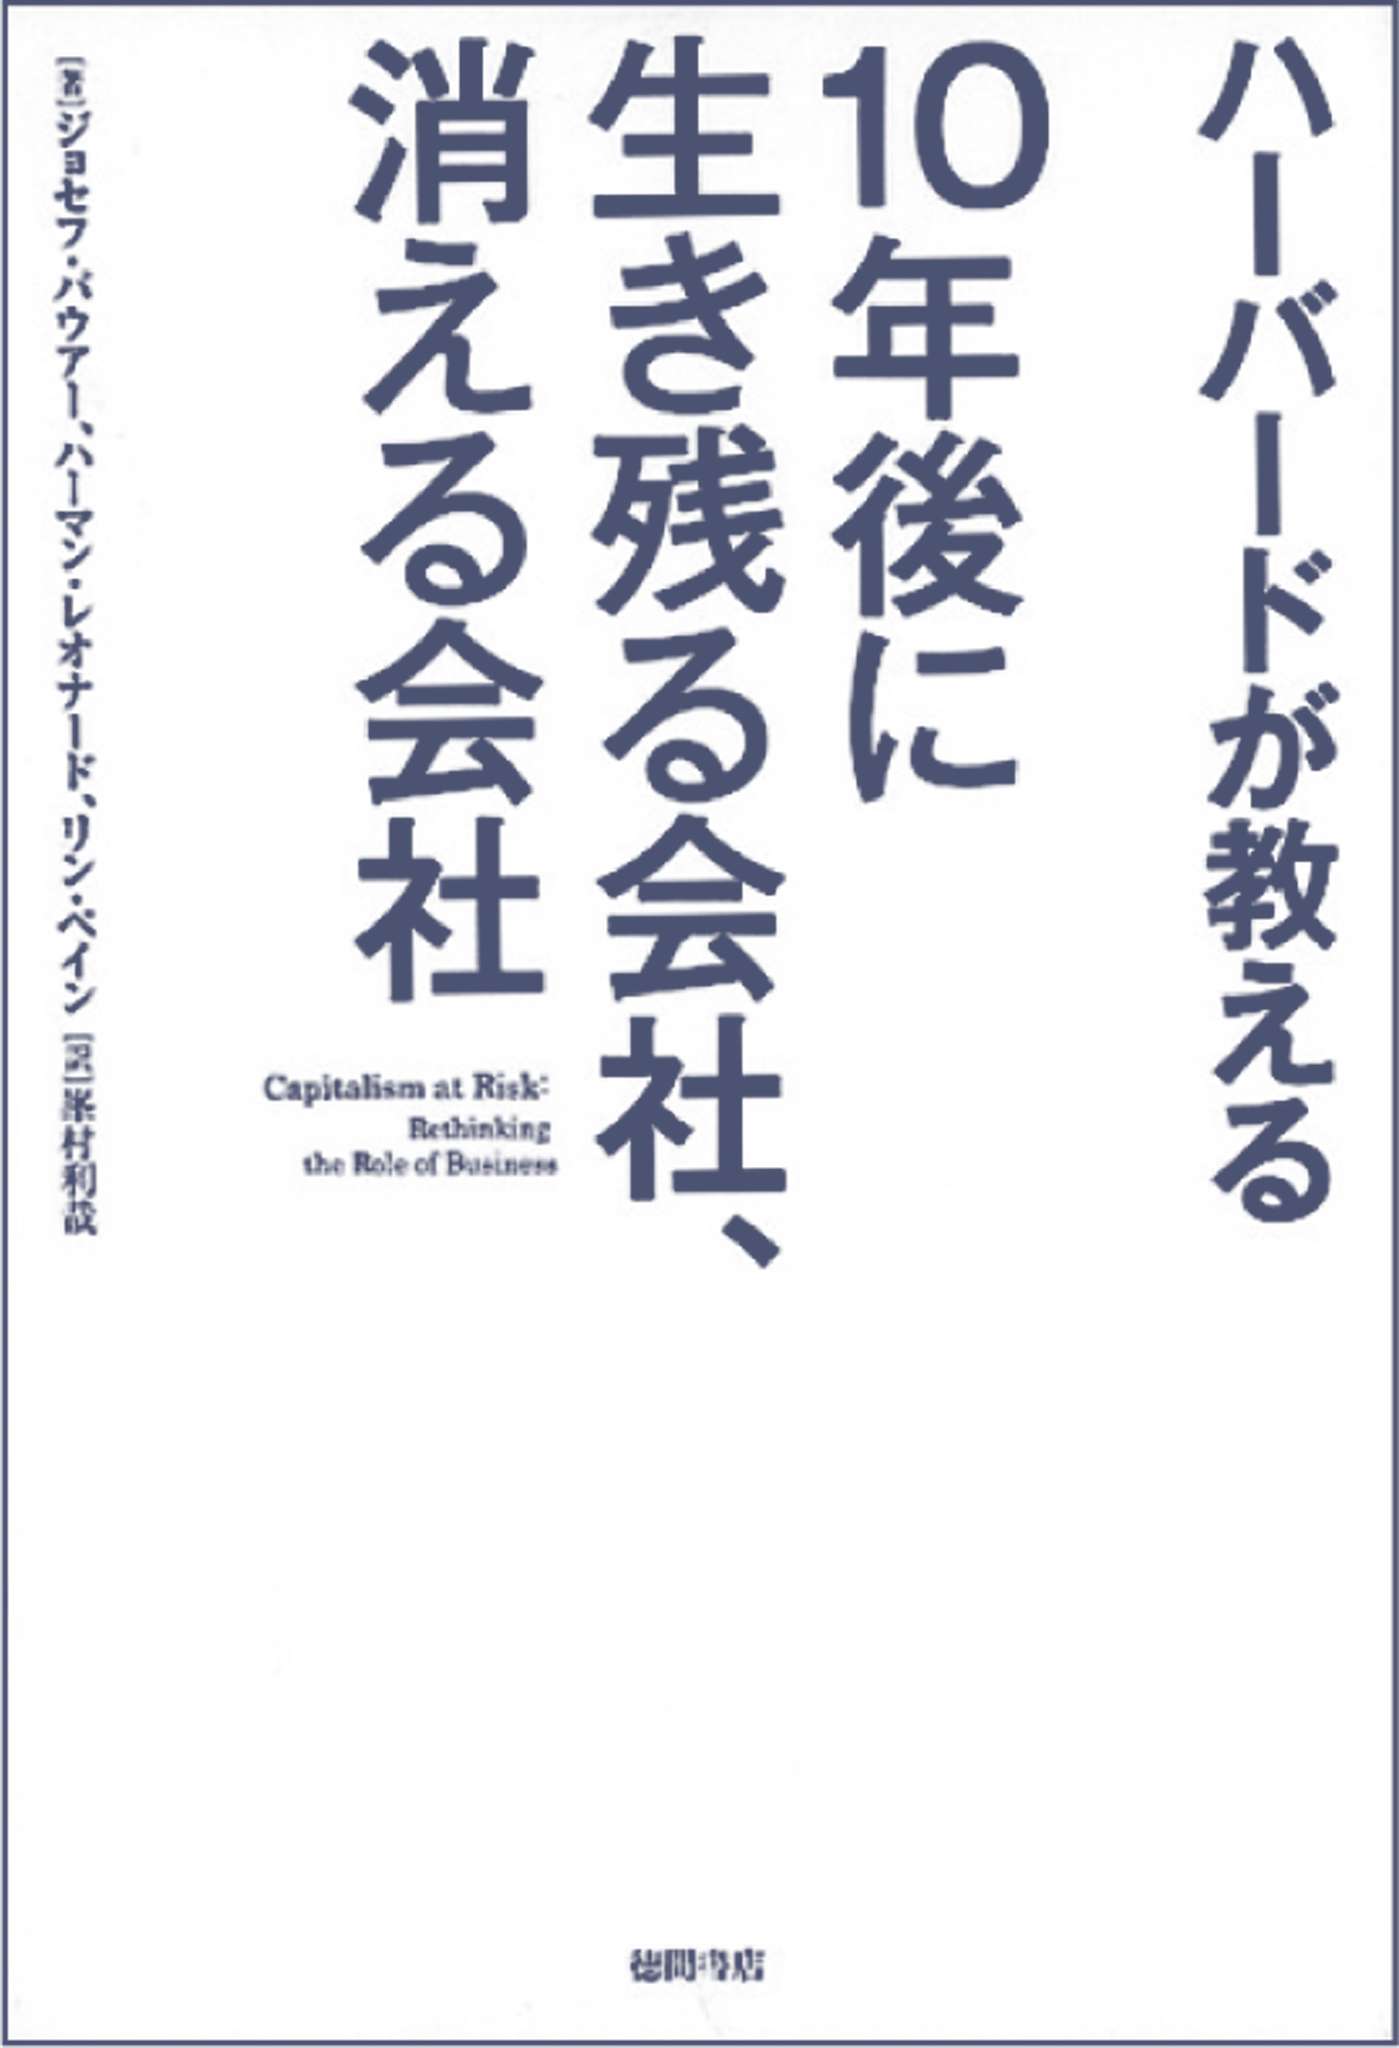 ハーバードが教える
10年後に
生き残る会社、
消える会社
Capitalism at Risk:
Rethinking
the Role of Business
[著]ジョセフ・バウアー、ハーマン・レオナード、リン・ペイン [訳]峯村利哉
徳間書店